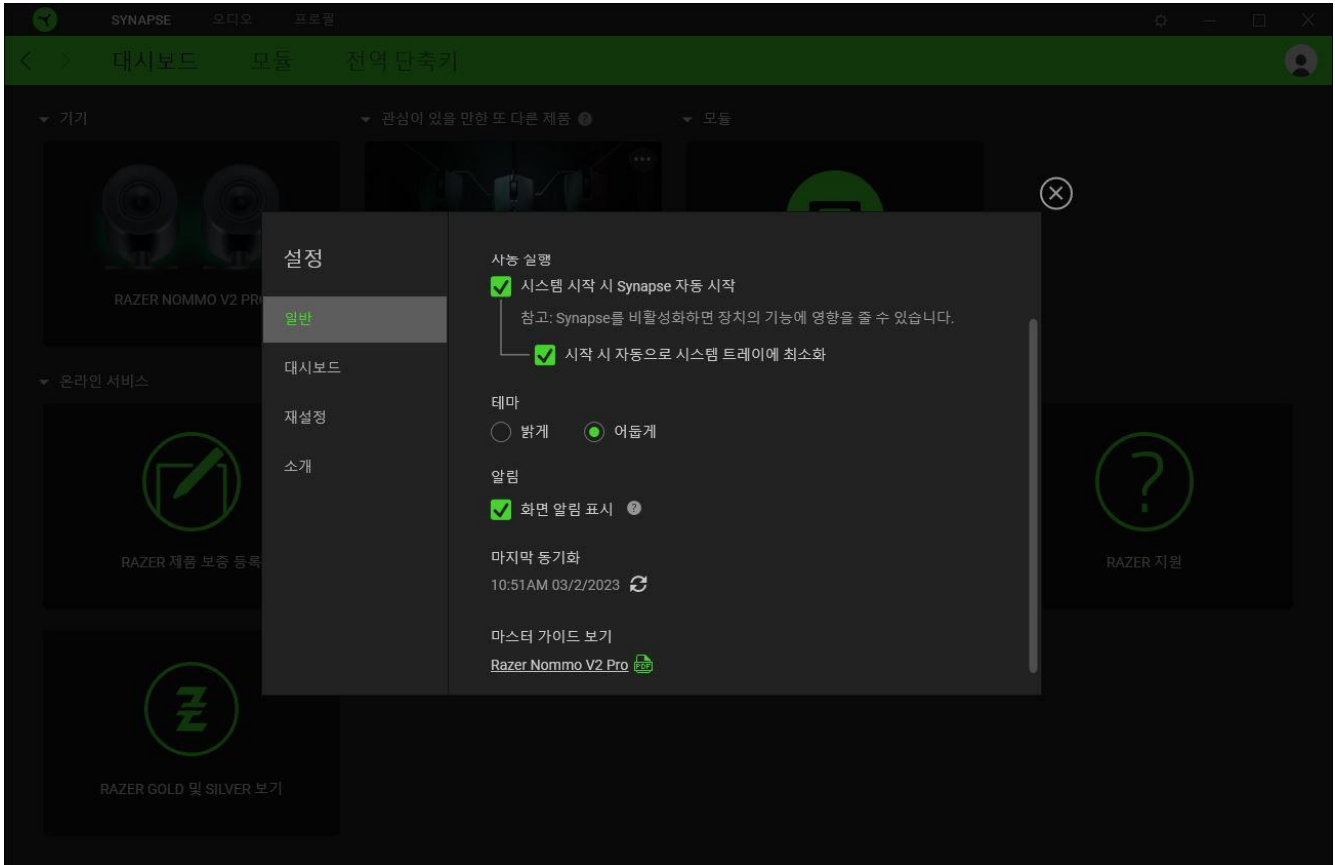 SYNAPSE 오디오 프로필
대시보드 모듈 전역 단축키
기기
관심이 있을 만한 또 다른 제품
모듈
RAZER NOMMO V2 PR
온라인 서비스
RAZER 제품 보증 등록
RAZER 지원
RAZER GOLD 및 SILVER 보기
설정
일반
대시보드
재설정
소개
자동 실행
시스템 시작 시 Synapse 자동 시작
참고: Synapse를 비활성화하면 장치의 기능에 영향을 줄 수 있습니다.
시작 시 자동으로 시스템 트레이에 최소화
테마
밝게 어둡게
알림
화면 알림 표시
마지막 동기화
10:51AM 03/2/2023
마스터 가이드 보기
Razer Nommo V2 Pro
PDF